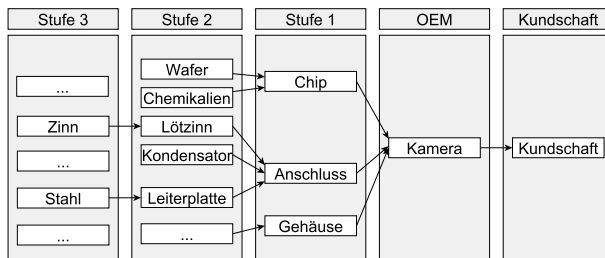 Stufe 3
Stufe 2
Stufe 1
OEM
Kundschaft
...
Zinn
...
Stahl
...
Wafer
Chemikalien
Lötzinn
Kondensator
Leiterplatte
...
Chip
Anschluss
Gehäuse
Kamera
Kundschaft